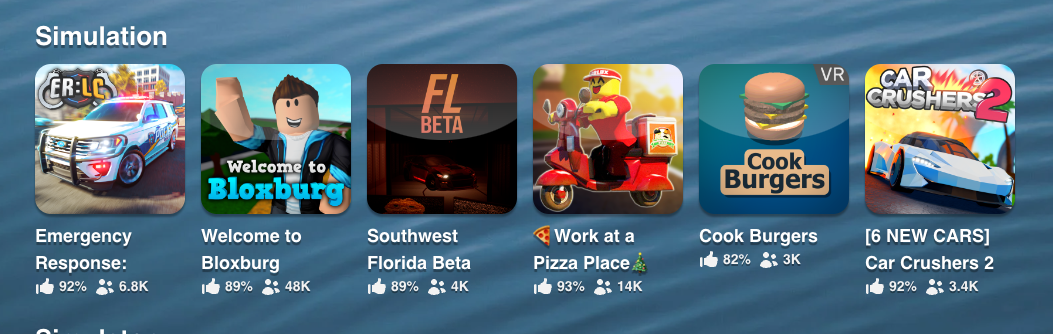 Simulation
ER:LC
POLICE
Welcome to
Bloxburg
FL
BETA
VR
Cook
Burgers
CAR
CRUSHERS 2
Emergency
Response:
92% 6.8K
Welcome to
Bloxburg
89% 48K
Southwest
Florida Beta
89% 4K
🍕Work at a
Pizza Place🎄
93% 14K
Cook Burgers
82% 3K
[6 NEW CARS]
Car Crushers 2
92% 3.4K